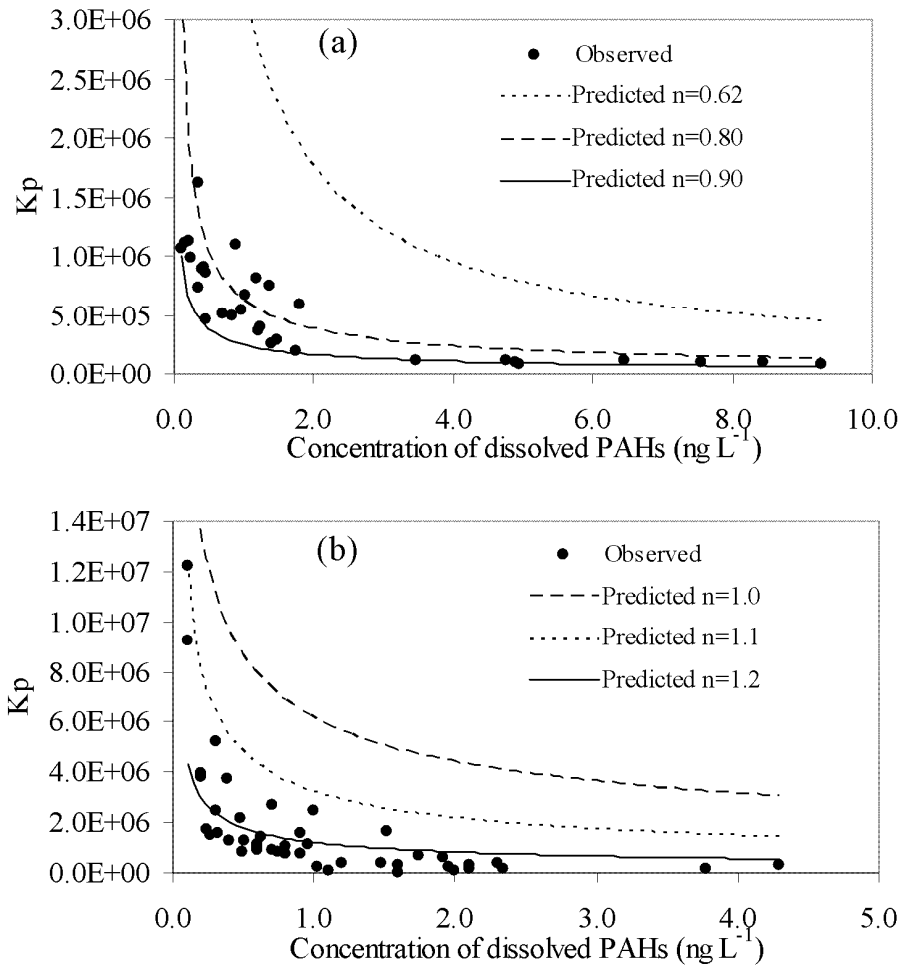 3.0E+06
(a)
Observed
2.5E+06
Predicted n=0.62
2.0E+06
Predicted n=0.80
Predicted n=0.90
Kp
1.5E+06
1.0E+06
5.0E+05
0.0E+00
0.0 2.0 4.0 6.0 8.0 10.0
Concentration of dissolved PAHs (ng L⁻¹)
1.4E+07
(b)
Observed
1.2E+07
Predicted n=1.0
1.0E+07
Predicted n=1.1
8.0E+06
Predicted n=1.2
Kp
6.0E+06
4.0E+06
2.0E+06
0.0E+00
0.0 1.0 2.0 3.0 4.0 5.0
Concentration of dissolved PAHs (ng L⁻¹)